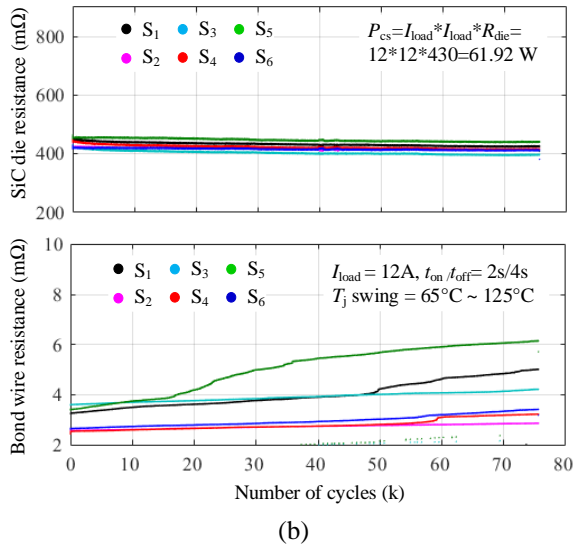 SiC die resistance (mΩ)
800
600
400
200
S1 S3 S5
S2 S4 S6
Pcs=Iload*Iload*Rdie=
12*12*430=61.92 W
Bond wire resistance (mΩ)
10
8
6
4
2
S1 S3 S5
S2 S4 S6
Iload = 12A, ton /toff = 2s/4s
Tj swing = 65°C ~ 125°C
0 10 20 30 40 50 60 70 80
Number of cycles (k)
(b)